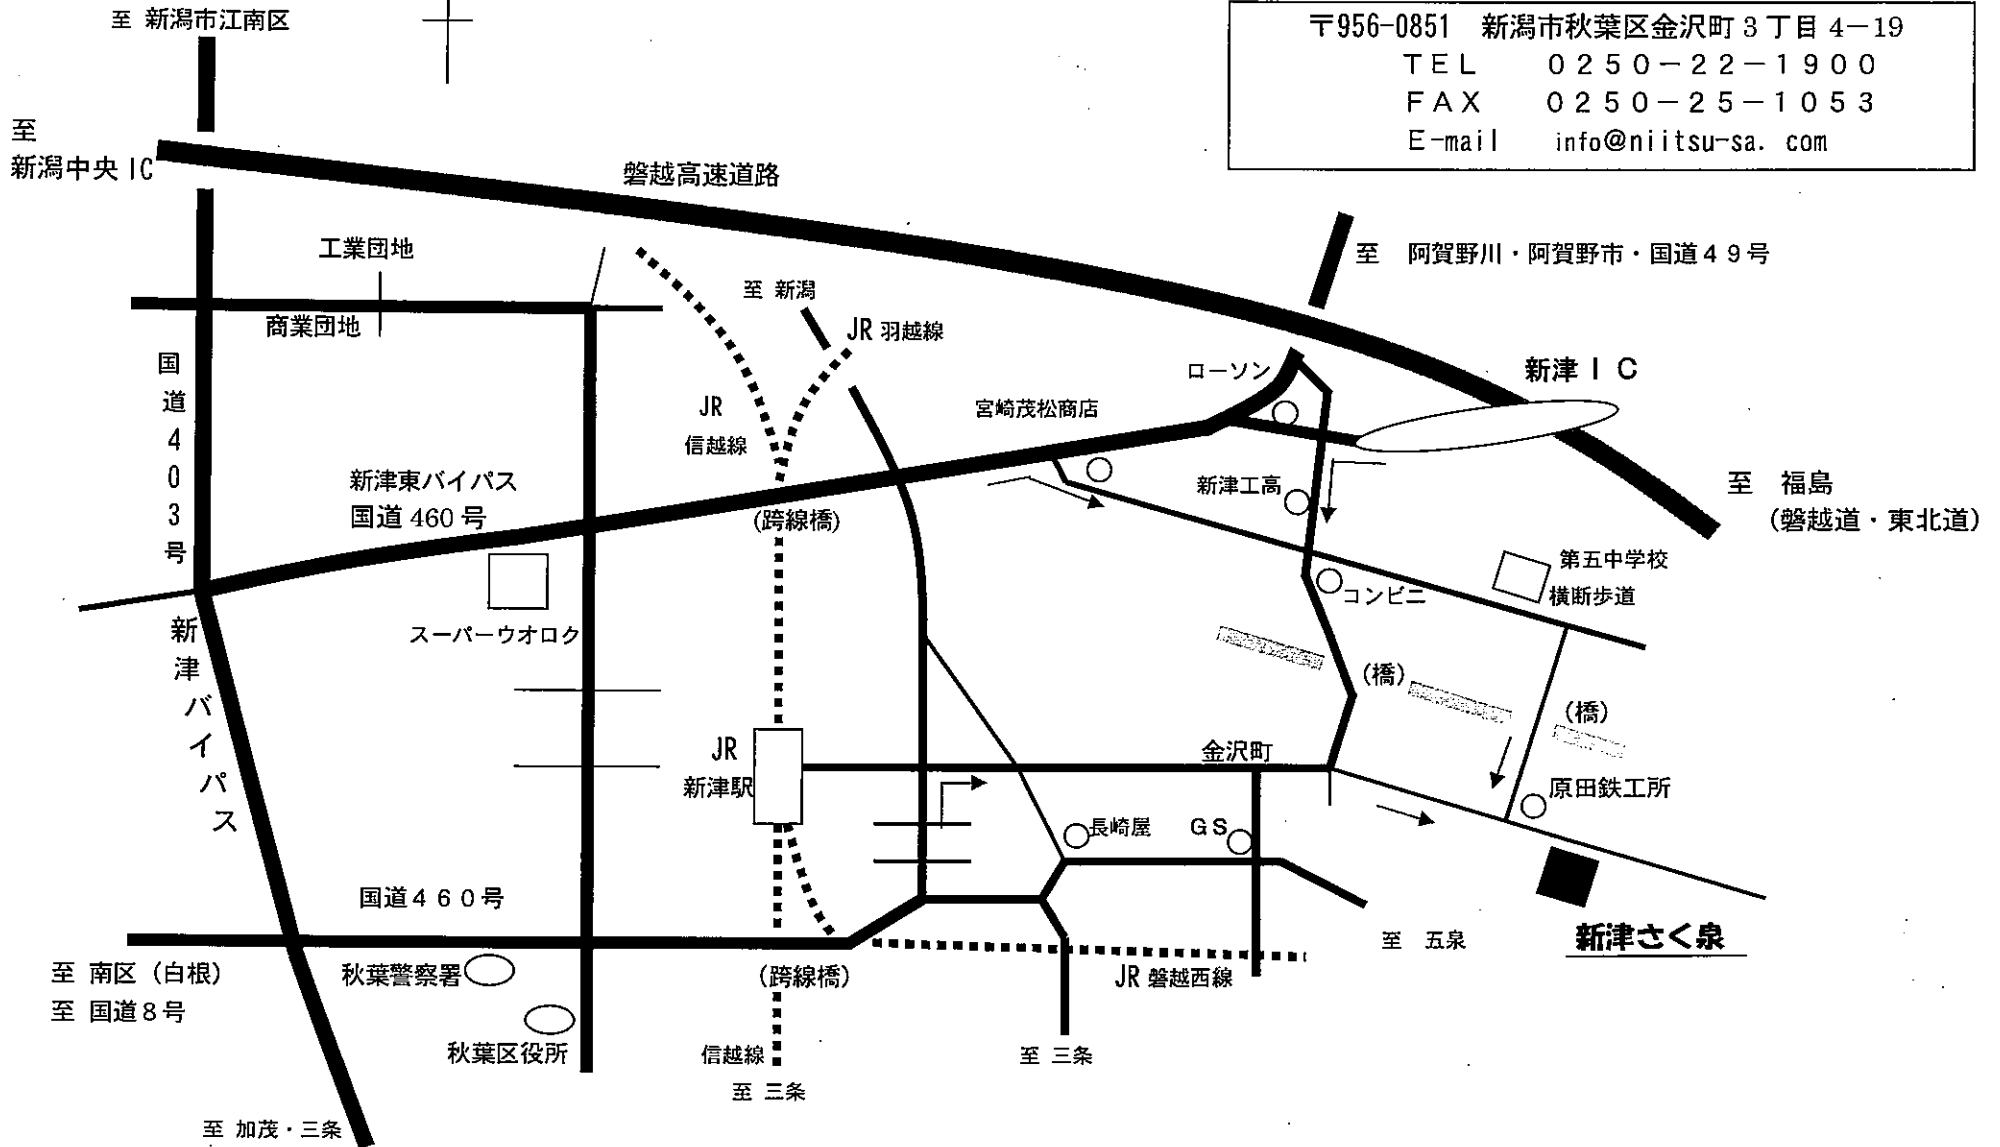 至 新潟市江南区
〒956-0851 新潟市秋葉区金沢町3丁目4-19
TEL 0250-22-1900
FAX 0250-25-1053
E-mail info@niitsu-sa.com
至
新潟中央IC
磐越高速道路
至 阿賀野川・阿賀野市・国道49号
工業団地
商業団地
至 新潟
JR 羽越線
国道403号
JR
信越線
ローソン
新津IC
宮崎茂松商店
新津東バイパス
国道460号
(跨線橋)
新津工高
至 福島
(磐越道・東北道)
第五中学校
横断歩道
コンビニ
スーパーウオロク
新津バイパス
(橋)
(橋)
JR
新津駅
金沢町
原田鉄工所
長崎屋
GS
国道460号
至 五泉
新津さく泉
至 南区(白根)
至 国道8号
秋葉警察署
(跨線橋)
JR 磐越西線
秋葉区役所
信越線
至 三条
至 三条
至 加茂・三条